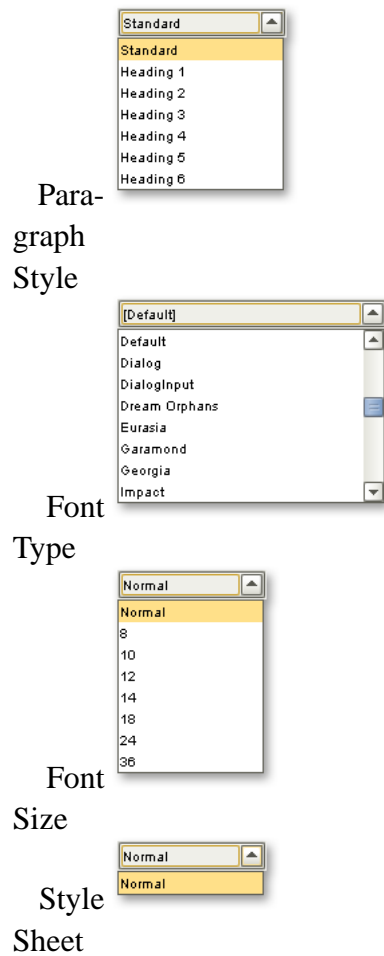 Standard
Standard
Heading 1
Heading 2
Heading 3
Heading 4
Heading 5
Heading 6
Para-
graph
Style
[Default]
Default
Dialog
DialogInput
Dream Orphans
Eurasia
Garamond
Georgia
Impact
Font
Type
Normal
Normal
8
10
12
14
18
24
36
Font
Size
Normal
Normal
Style
Sheet